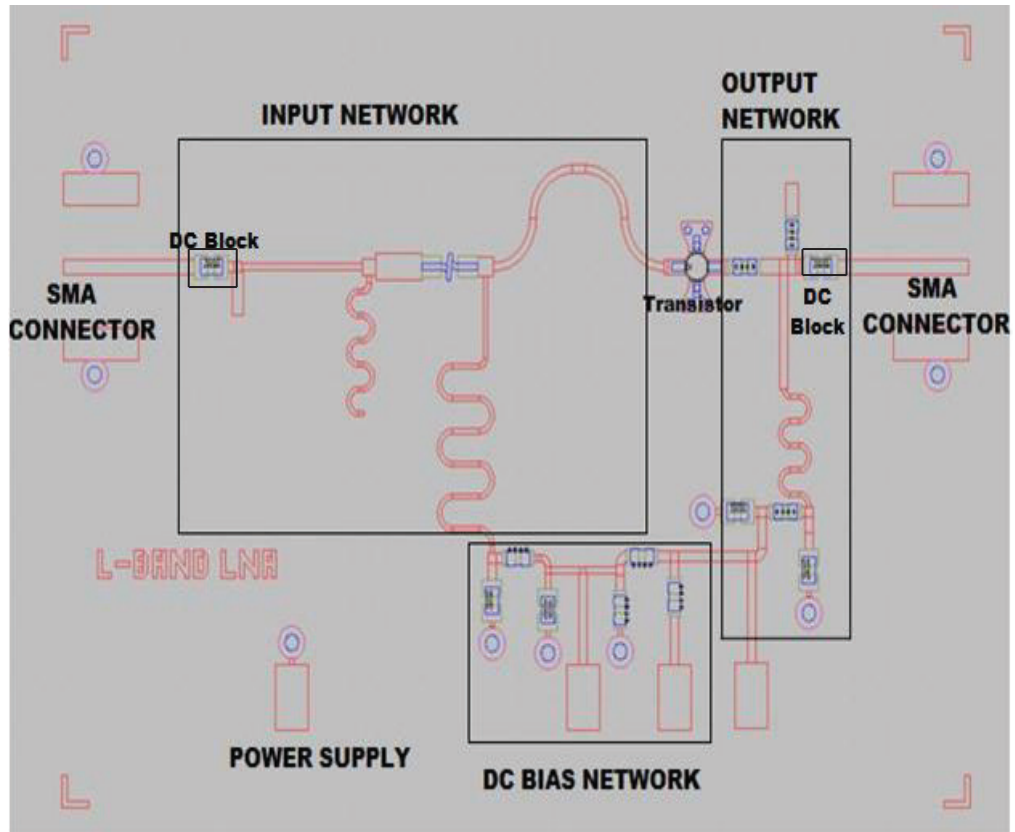 OUTPUT
NETWORK
INPUT NETWORK
DC Block
SMA
CONNECTOR
Transistor
DC
Block
SMA
CONNECTOR
L-BAND LNA
POWER SUPPLY
DC BIAS NETWORK